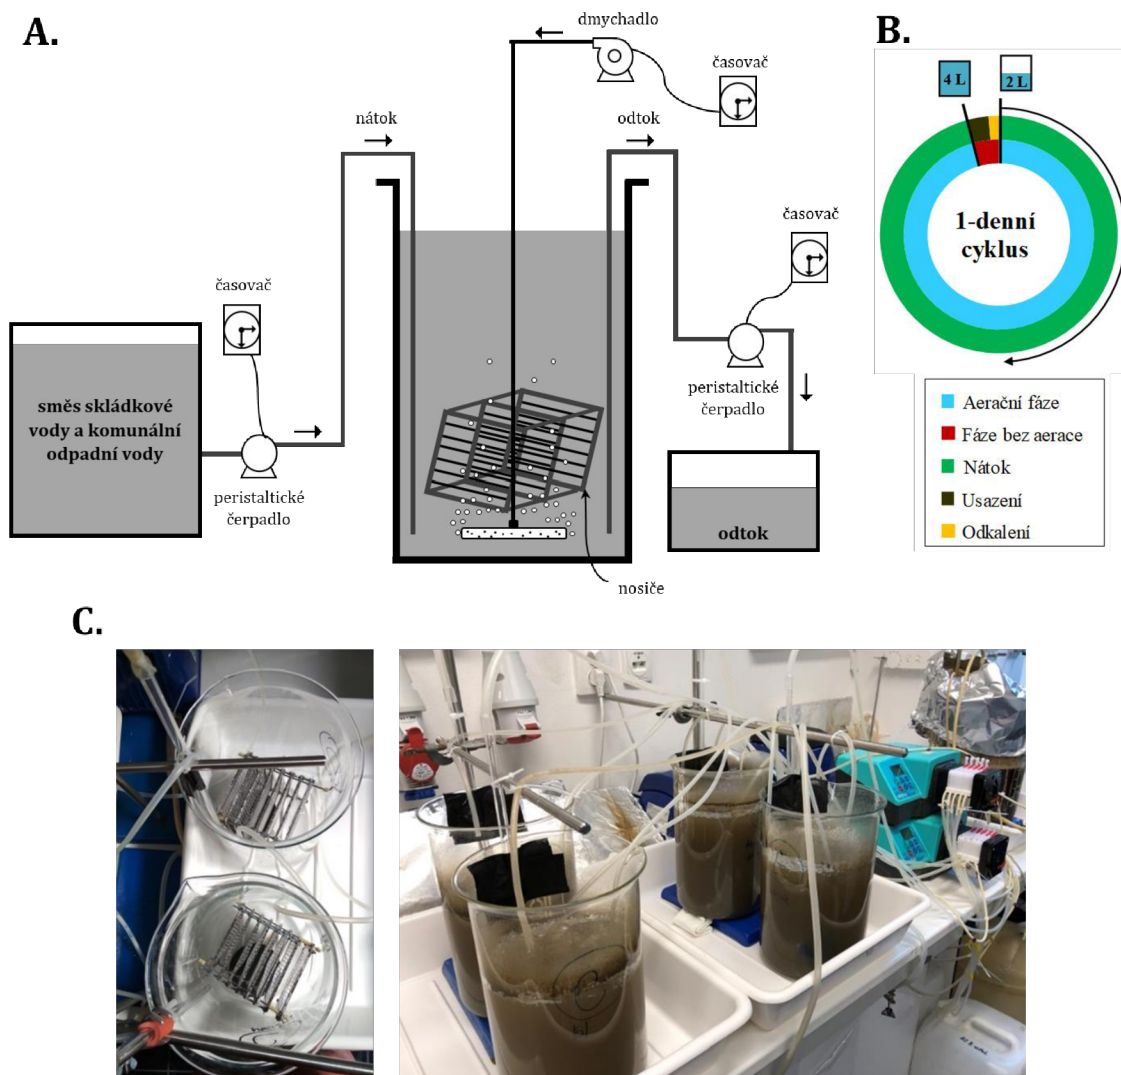 A.
dmychadlo
B.
časovač
4 L
2 L
nátok
odtok
časovač
1-denní
cyklus
časovač
směs skládkové
vody a komunální
odpadní vody
peristaltické
čerpadlo
peristaltické
čerpadlo
Aerační fáze
Fáze bez aerace
Nátok
Usazení
Odkalení
odtok
nosiče
C.